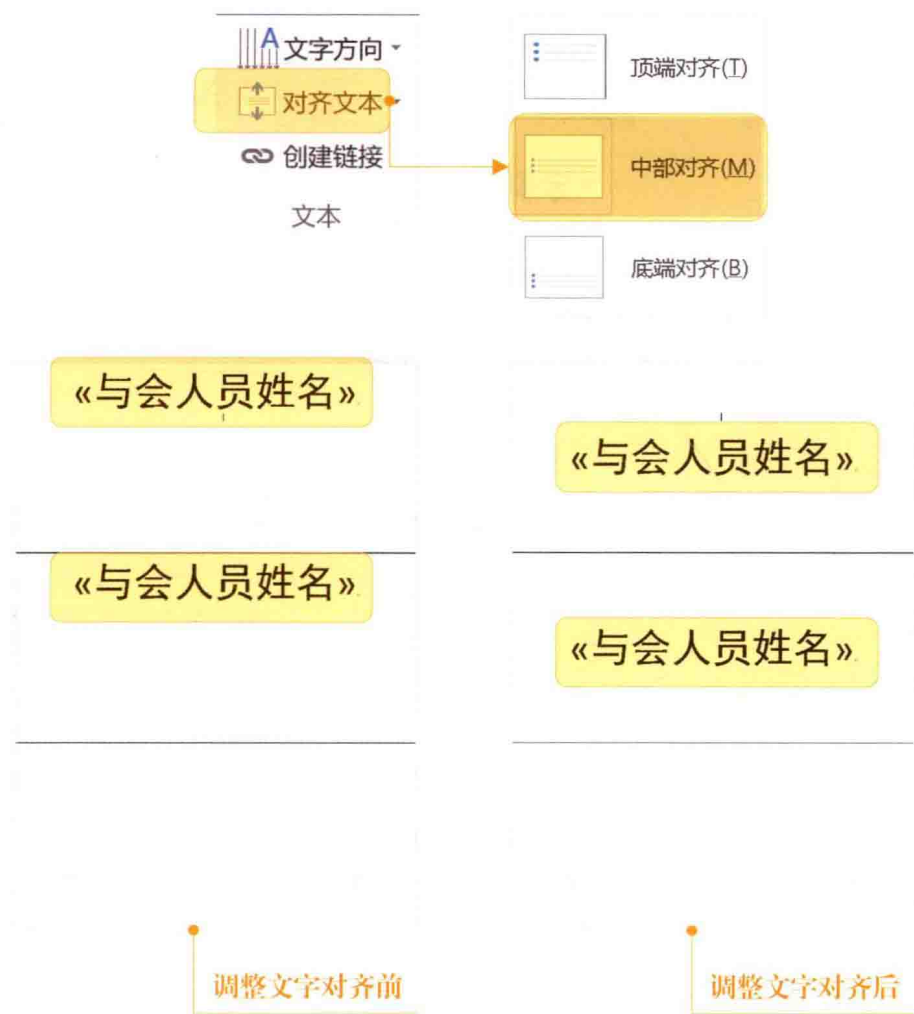 文字方向
对齐文本
创建链接
文本
顶端对齐(T)
中部对齐(M)
底端对齐(B)
«与会人员姓名»
«与会人员姓名»
«与会人员姓名»
«与会人员姓名»
调整文字对齐前
调整文字对齐后